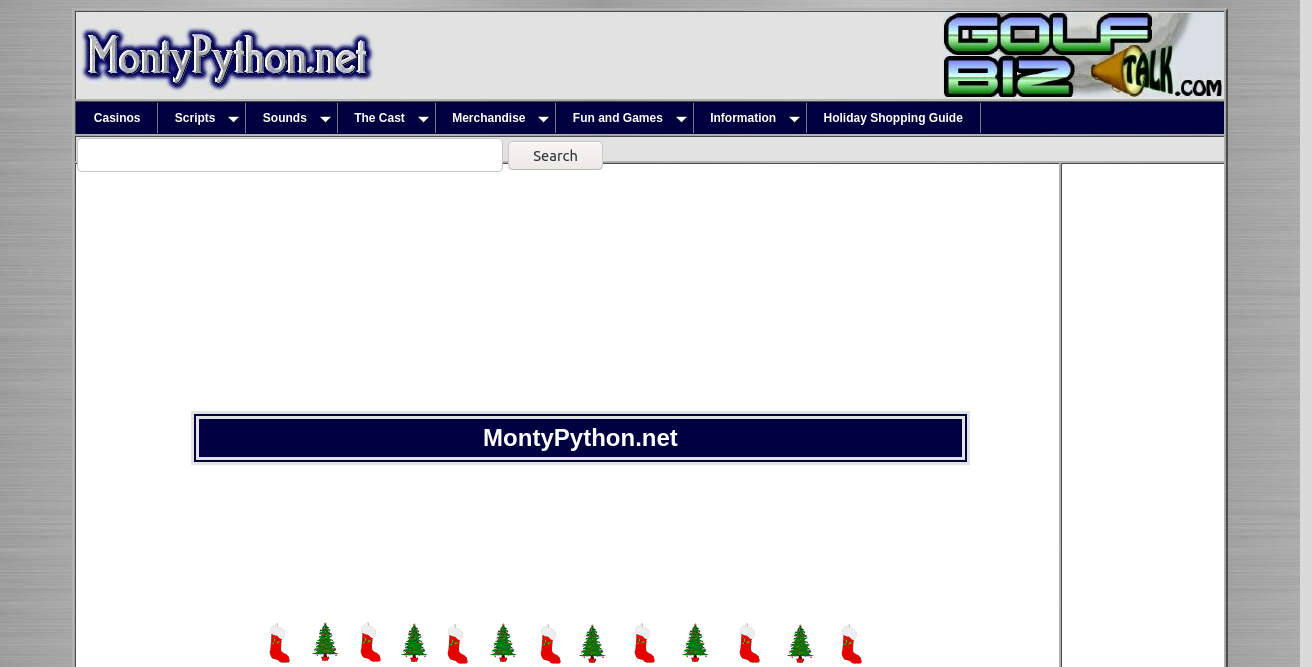 MontyPython.net
GOLF
BIZ TALK.COM
Casinos Scripts Sounds The Cast Merchandise Fun and Games Information Holiday Shopping Guide
Search
MontyPython.net